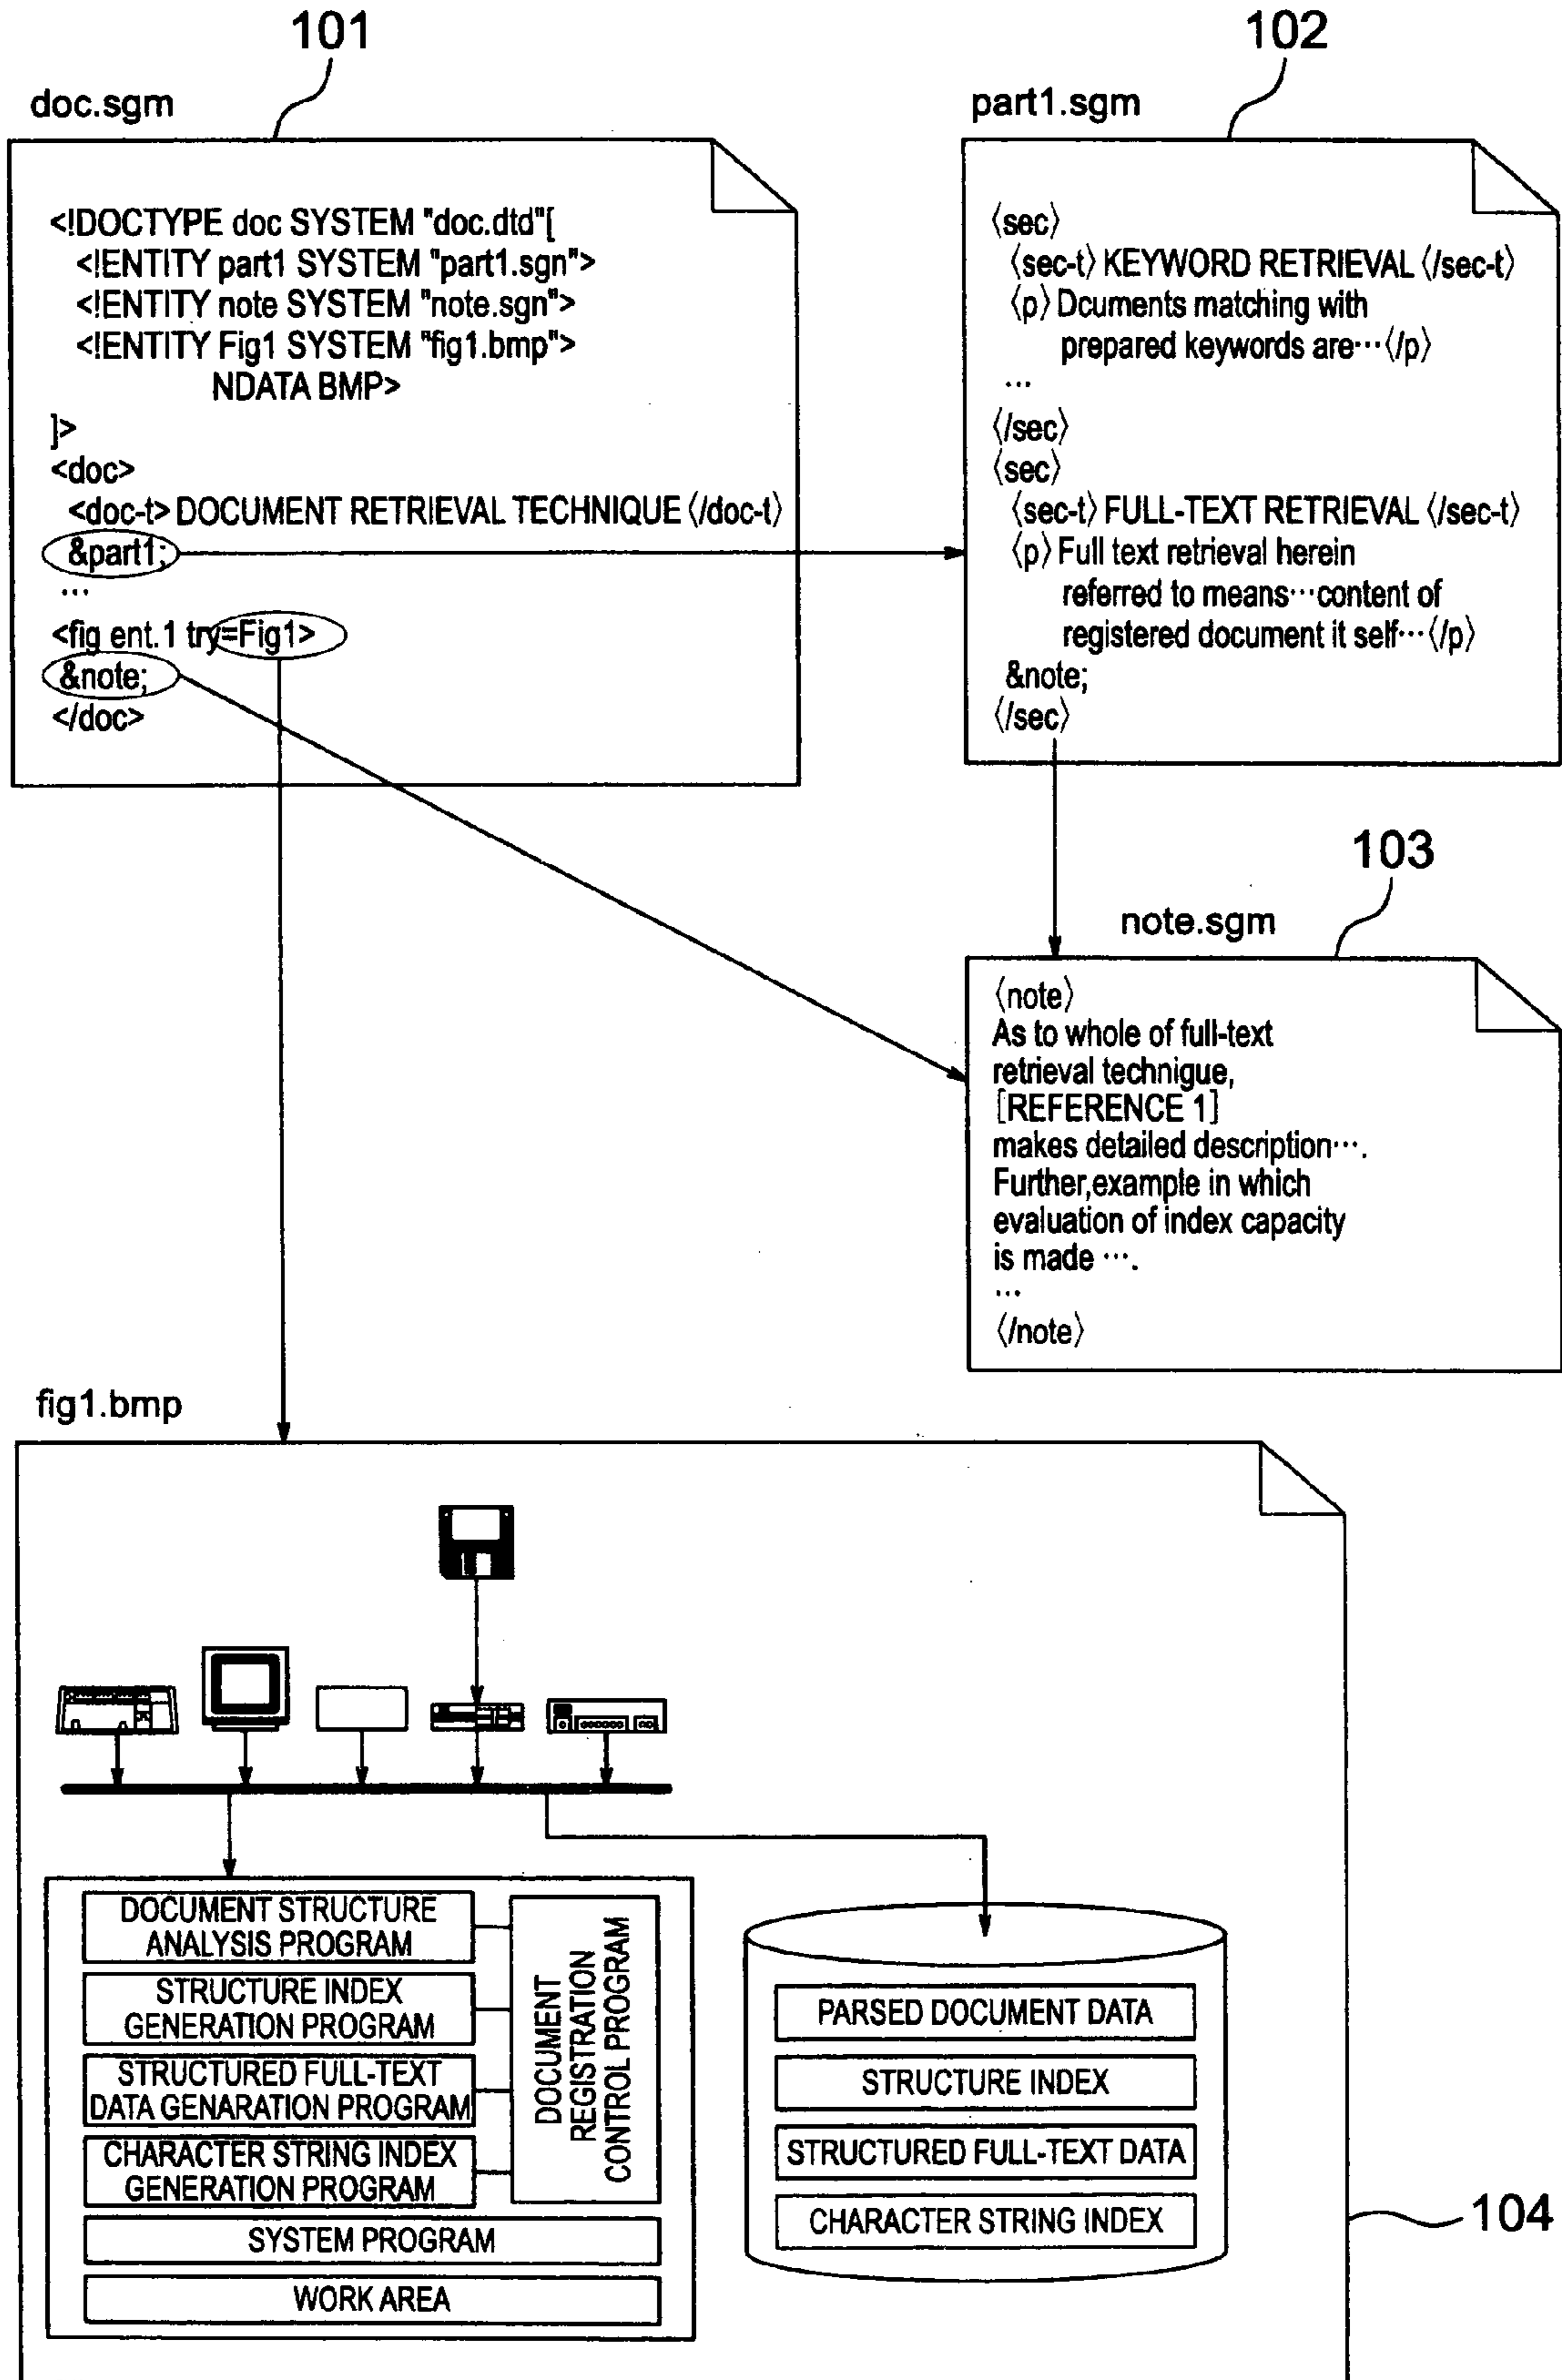 101
doc.sgm
<!DOCTYPE doc SYSTEM "doc.dtd"[
<!ENTITY part1 SYSTEM "part1.sgn">
<!ENTITY note SYSTEM "note.sgn">
<!ENTITY Fig1 SYSTEM "fig1.bmp">
NDATA BMP>
]>
<doc>
<doc-t> DOCUMENT RETRIEVAL TECHNIQUE 〈/doc-t〉
&part1;
…
<fig ent.1 try=Fig1>
&note;
</doc>
102
part1.sgm
〈sec〉
〈sec-t〉 KEYWORD RETRIEVAL 〈/sec-t〉
〈p〉 Dcuments matching with
prepared keywords are… 〈/p〉
…
〈/sec〉
〈sec〉
〈sec-t〉 FULL-TEXT RETRIEVAL 〈/sec-t〉
〈p〉 Full text retrieval herein
referred to means…content of
registered document it self… 〈/p〉
&note;
〈/sec〉
103
note.sgm
〈note〉
As to whole of full-text
retrieval technigue,
[REFERENCE 1]
makes detailed description….
Further,example in which
evaluation of index capacity
is made ….
…
〈/note〉
fig1.bmp
DOCUMENT STRUCTURE
ANALYSIS PROGRAM
STRUCTURE INDEX
GENERATION PROGRAM
STRUCTURED FULL-TEXT
DATA GENARATION PROGRAM
CHARACTER STRING INDEX
GENERATION PROGRAM
DOCUMENT
REGISTRATION
CONTROL PROGRAM
SYSTEM PROGRAM
WORK AREA
PARSED DOCUMENT DATA
STRUCTURE INDEX
STRUCTURED FULL-TEXT DATA
CHARACTER STRING INDEX
104